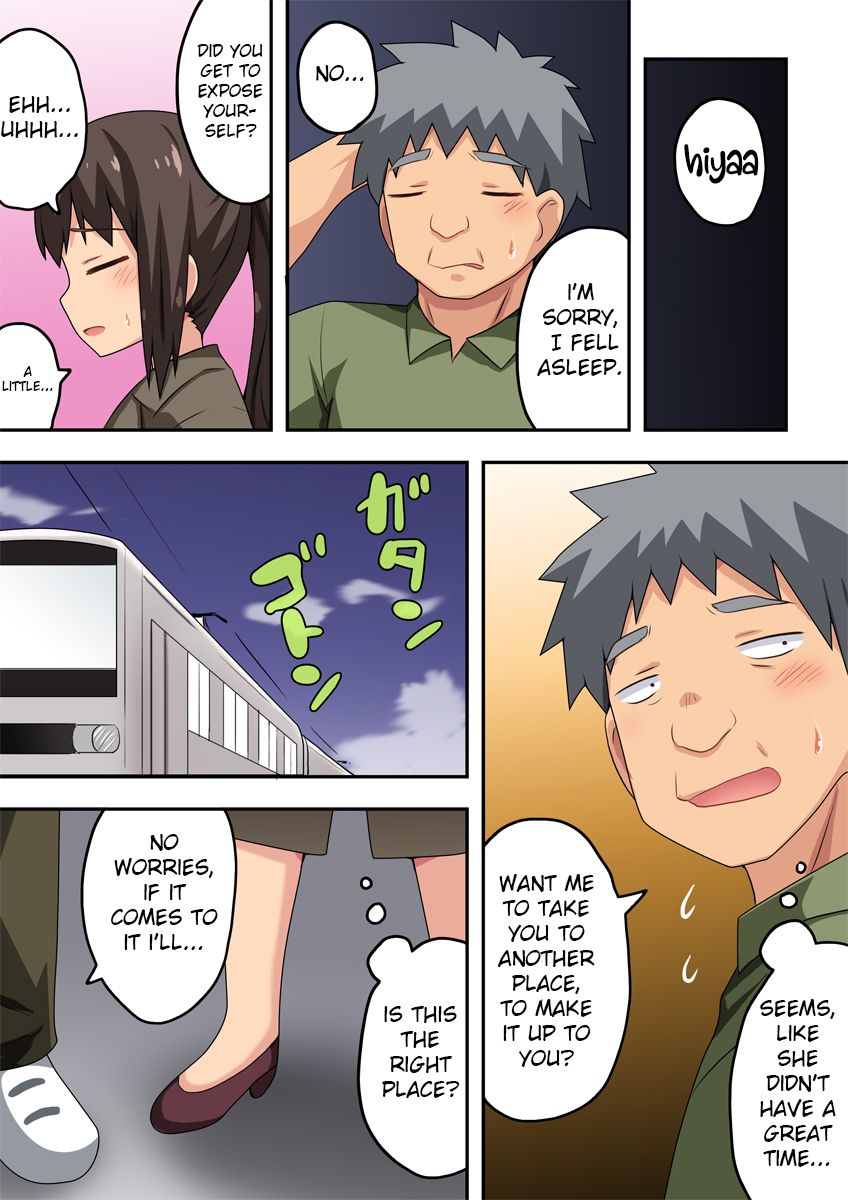 hiyaa
NO...
I'M
SORRY,
I FELL
ASLEEP.
DID YOU
GET TO
EXPOSE
YOUR-
SELF?
EHH...
UHHH...
A
LITTLE...
SEEMS,
LIKE
SHE
DIDN'T
HAVE A
GREAT
TIME...
WANT ME
TO TAKE
YOU TO
ANOTHER
PLACE,
TO MAKE
IT UP TO
YOU?
ガタン
ゴトン
IS THIS
THE
RIGHT
PLACE?
NO
WORRIES,
IF IT
COMES TO
IT I'LL...